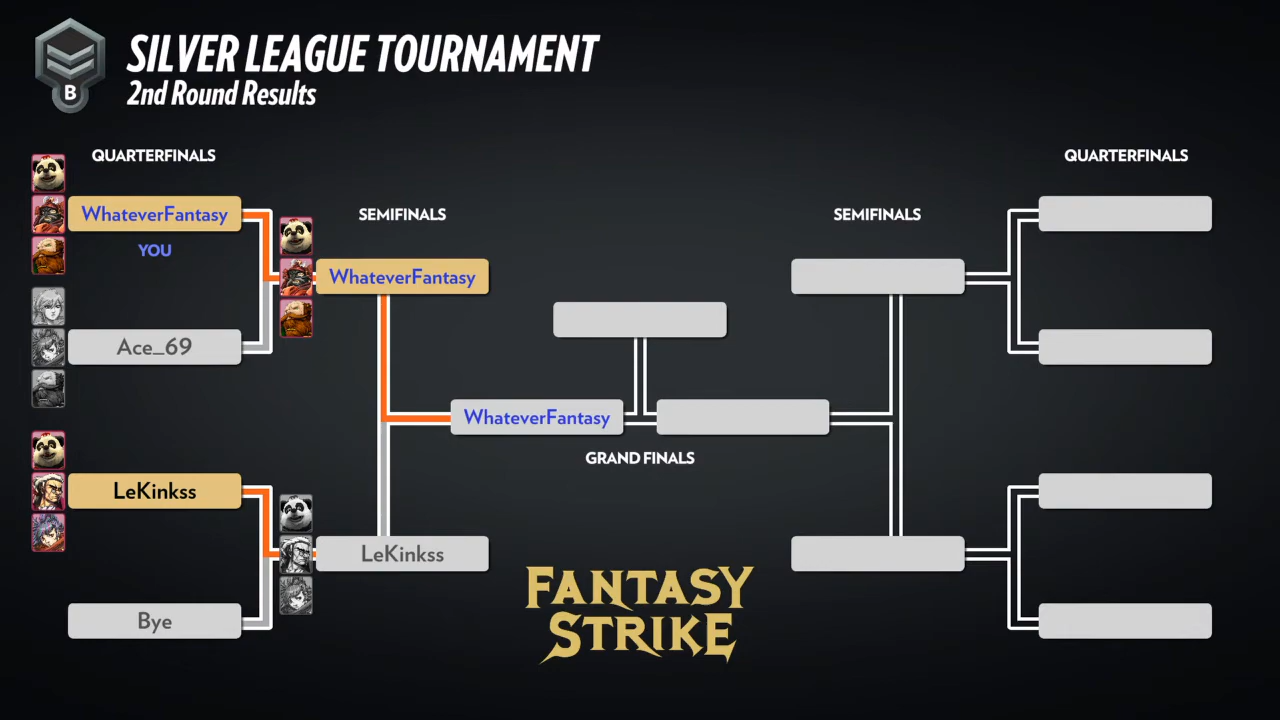 SILVER LEAGUE TOURNAMENT
2nd Round Results
B
QUARTERFINALS
QUARTERFINALS
WhateverFantasy
SEMIFINALS
SEMIFINALS
YOU
WhateverFantasy
Ace_69
WhateverFantasy
GRAND FINALS
LeKinkss
LeKinkss
Bye
FANTASY
STRIKE